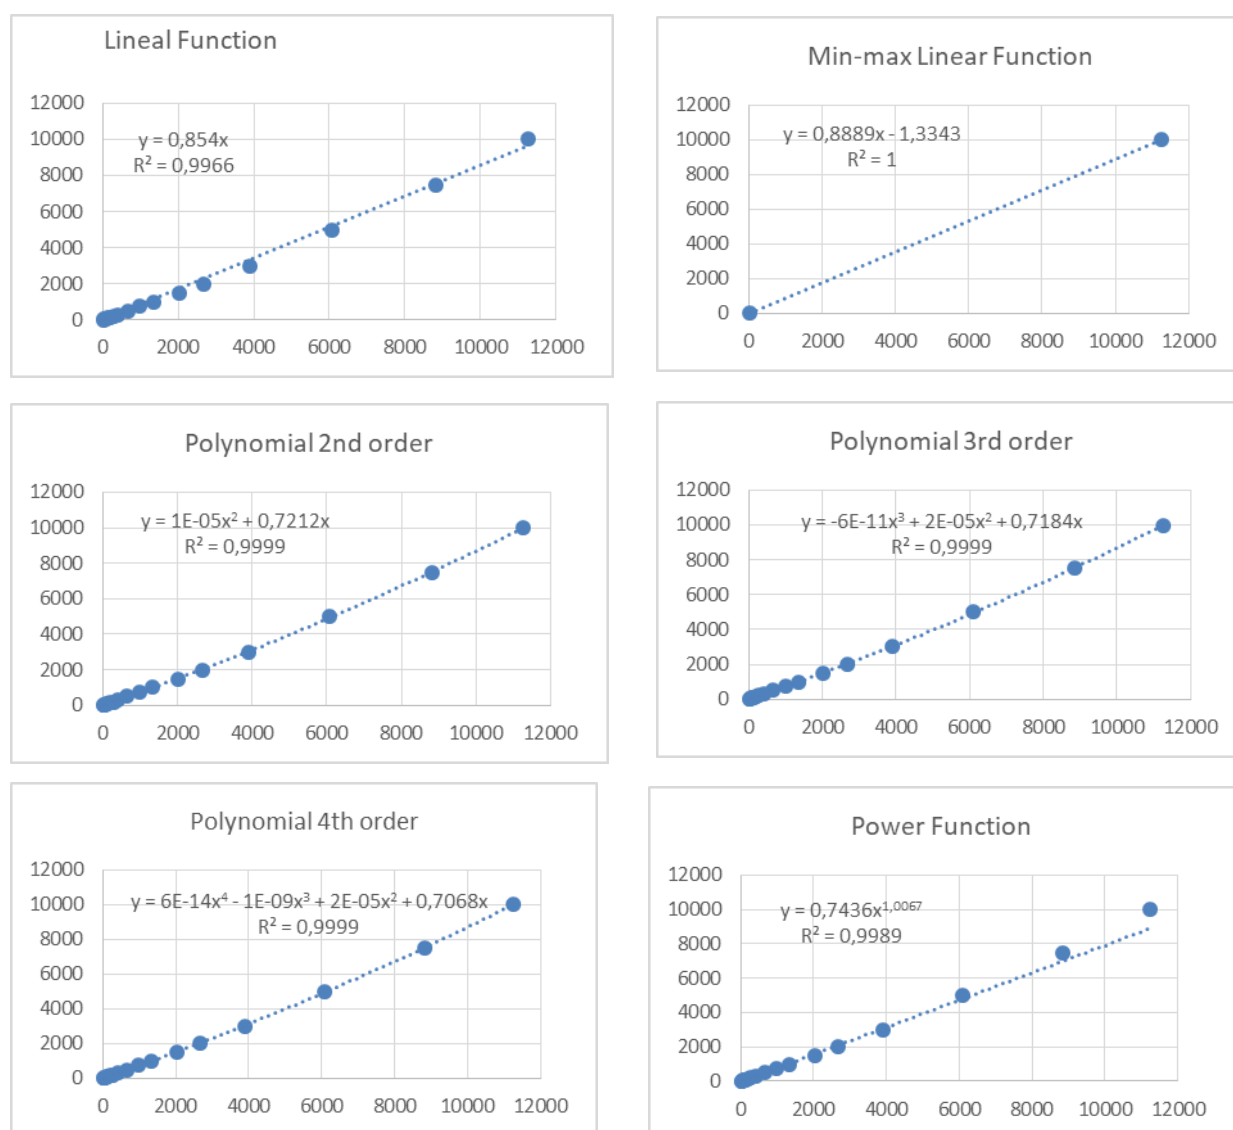 Lineal Function
12000
10000
8000
6000
4000
2000
0
y = 0,854x
R² = 0,9966
0 2000 4000 6000 8000 10000 12000
Min-max Linear Function
12000
10000
8000
6000
4000
2000
0
y = 0,8889x - 1,3343
R² = 1
0 2000 4000 6000 8000 10000 12000
Polynomial 2nd order
12000
10000
8000
6000
4000
2000
0
y = 1E-05x² + 0,7212x
R² = 0,9999
0 2000 4000 6000 8000 10000 12000
Polynomial 3rd order
12000
10000
8000
6000
4000
2000
0
y = -6E-11x³ + 2E-05x² + 0,7184x
R² = 0,9999
0 2000 4000 6000 8000 10000 12000
Polynomial 4th order
12000
10000
8000
6000
4000
2000
0
y = 6E-14x⁴ - 1E-09x³ + 2E-05x² + 0,7068x
R² = 0,9999
0 2000 4000 6000 8000 10000 12000
Power Function
12000
10000
8000
6000
4000
2000
0
y = 0,7436x^1,0067
R² = 0,9989
0 2000 4000 6000 8000 10000 12000